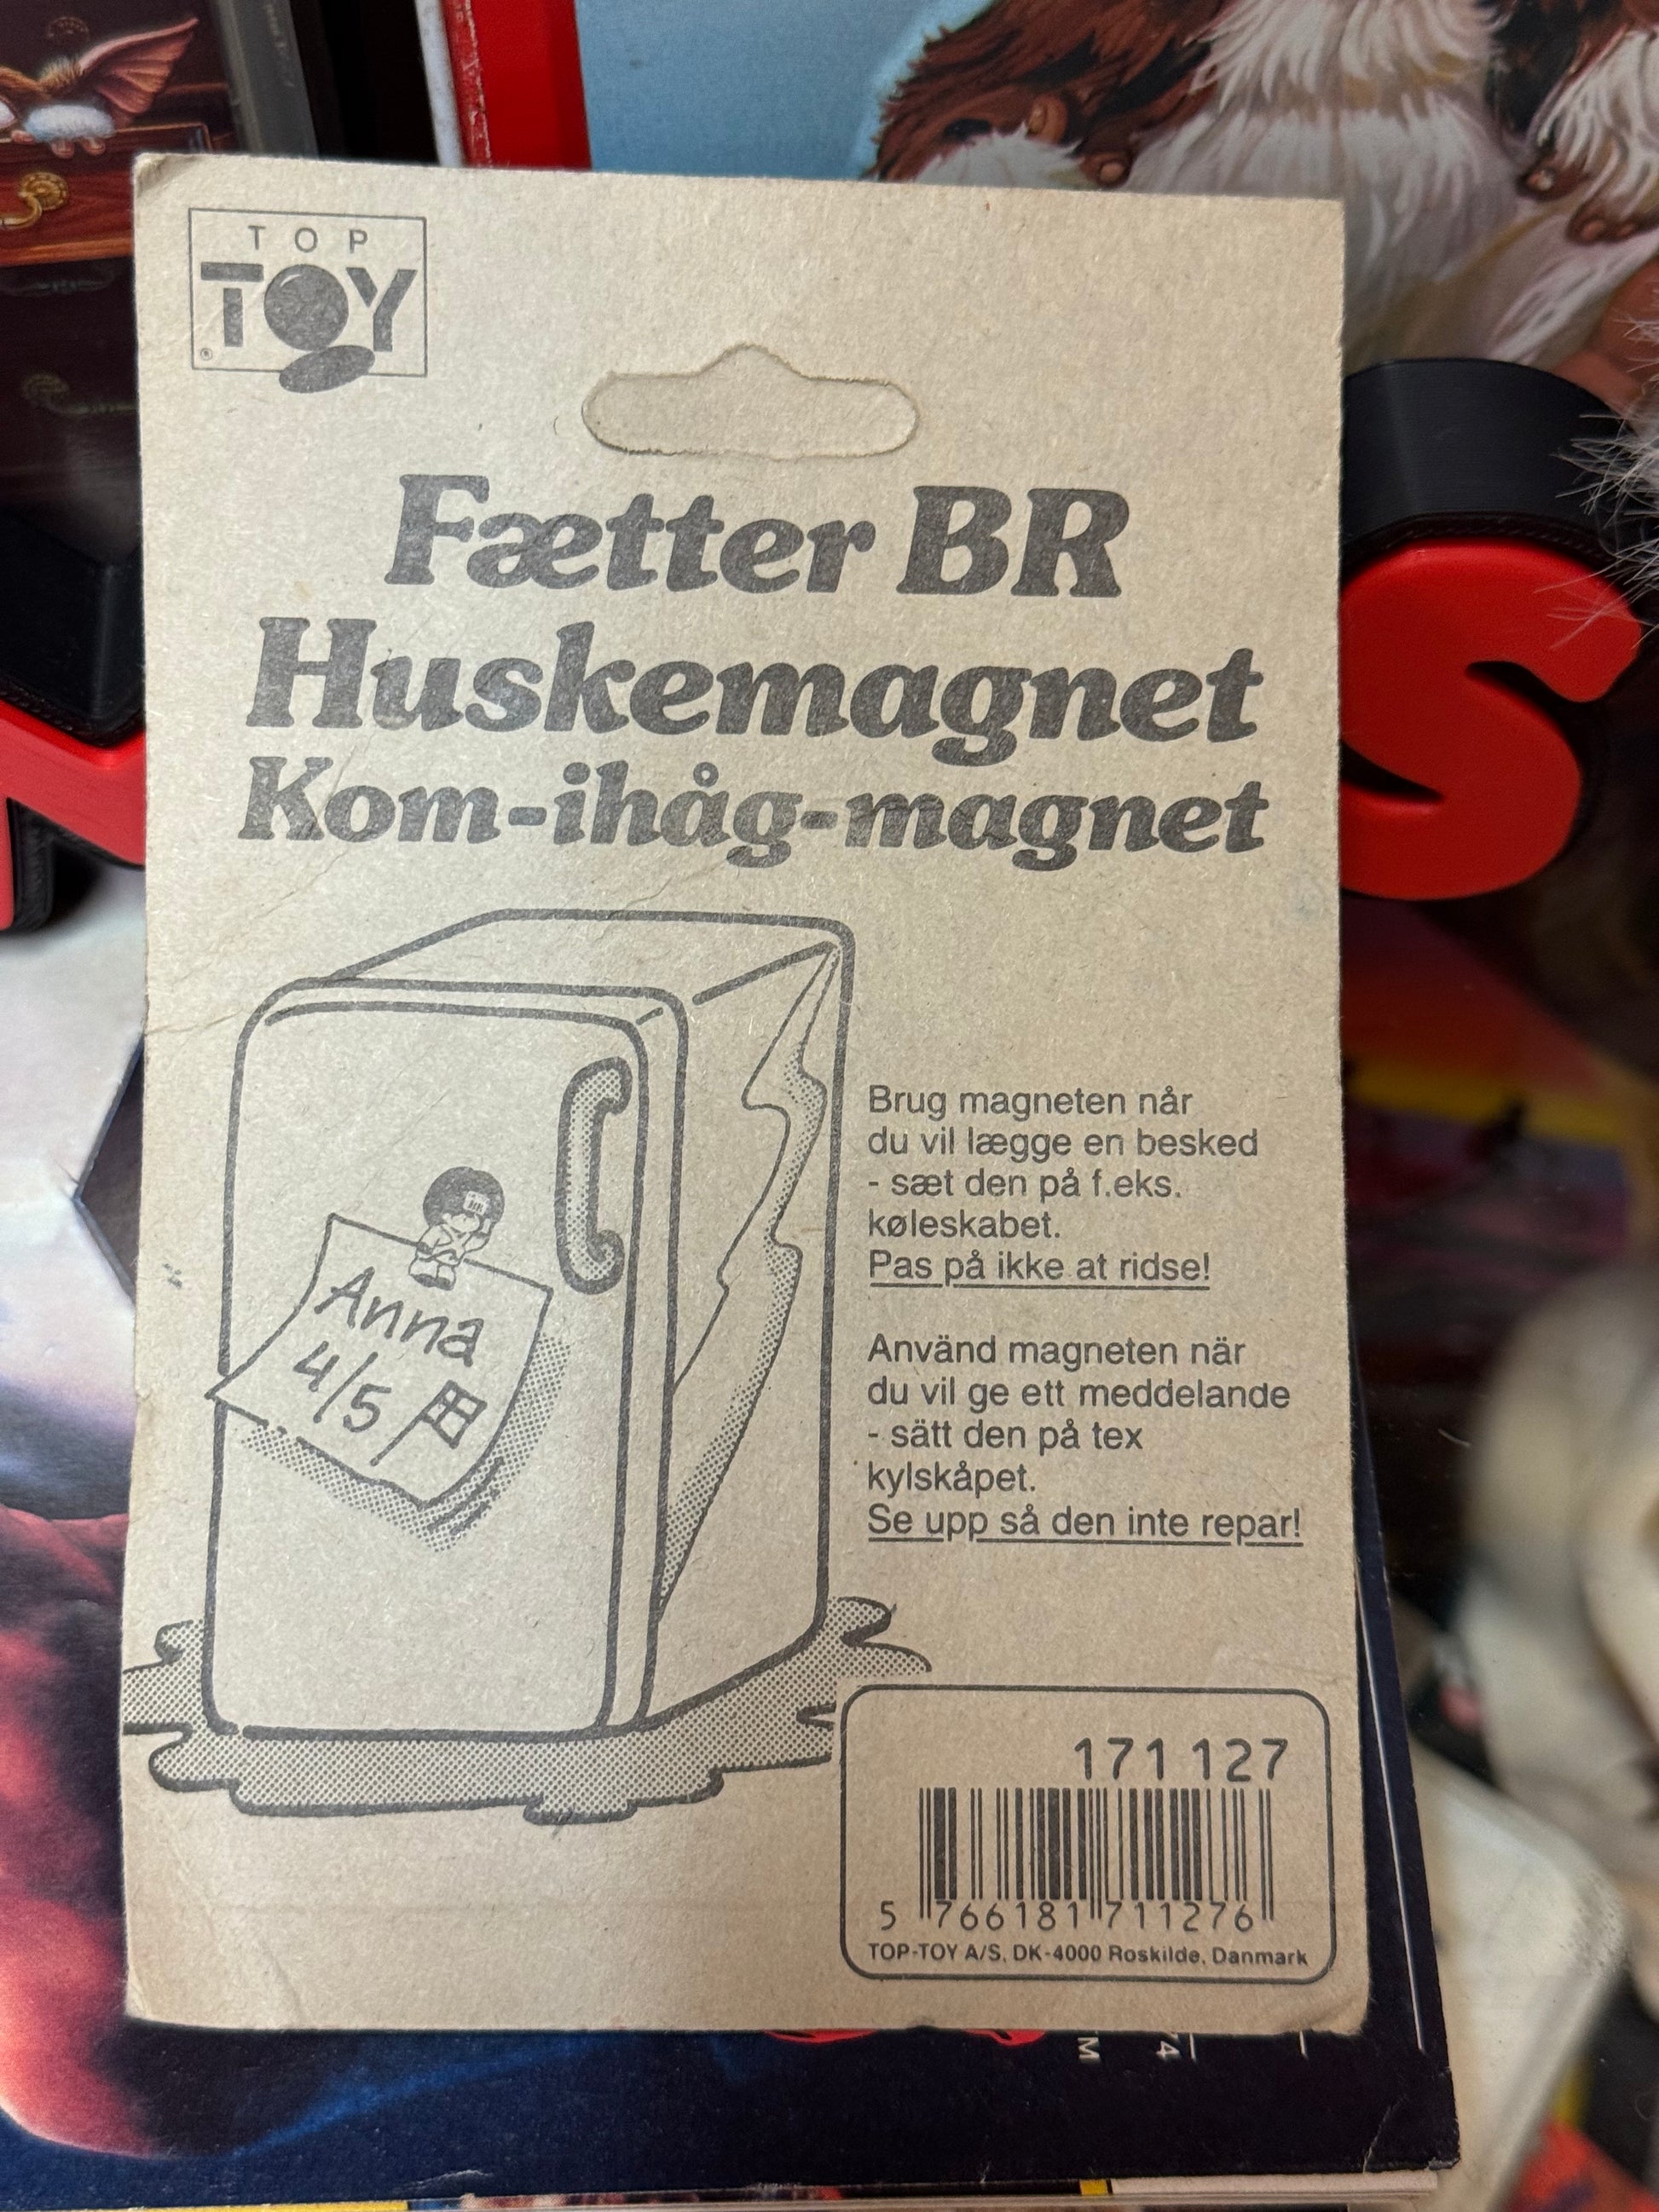 TOP
TOY
®
Fætter BR
Huskemagnet
Kom-ihåg-magnet
Brug magneten når
du vil lægge en besked
- sæt den på f.eks.
køleskabet.
Pas på ikke at ridse!
Använd magneten när
du vil ge ett meddelande
- sätt den på tex
kylskåpet.
Se upp så den inte repar!
Anna
4/5
171 127
5 766181 711276
TOP-TOY A/S, DK-4000 Roskilde, Danmark
S
M
74